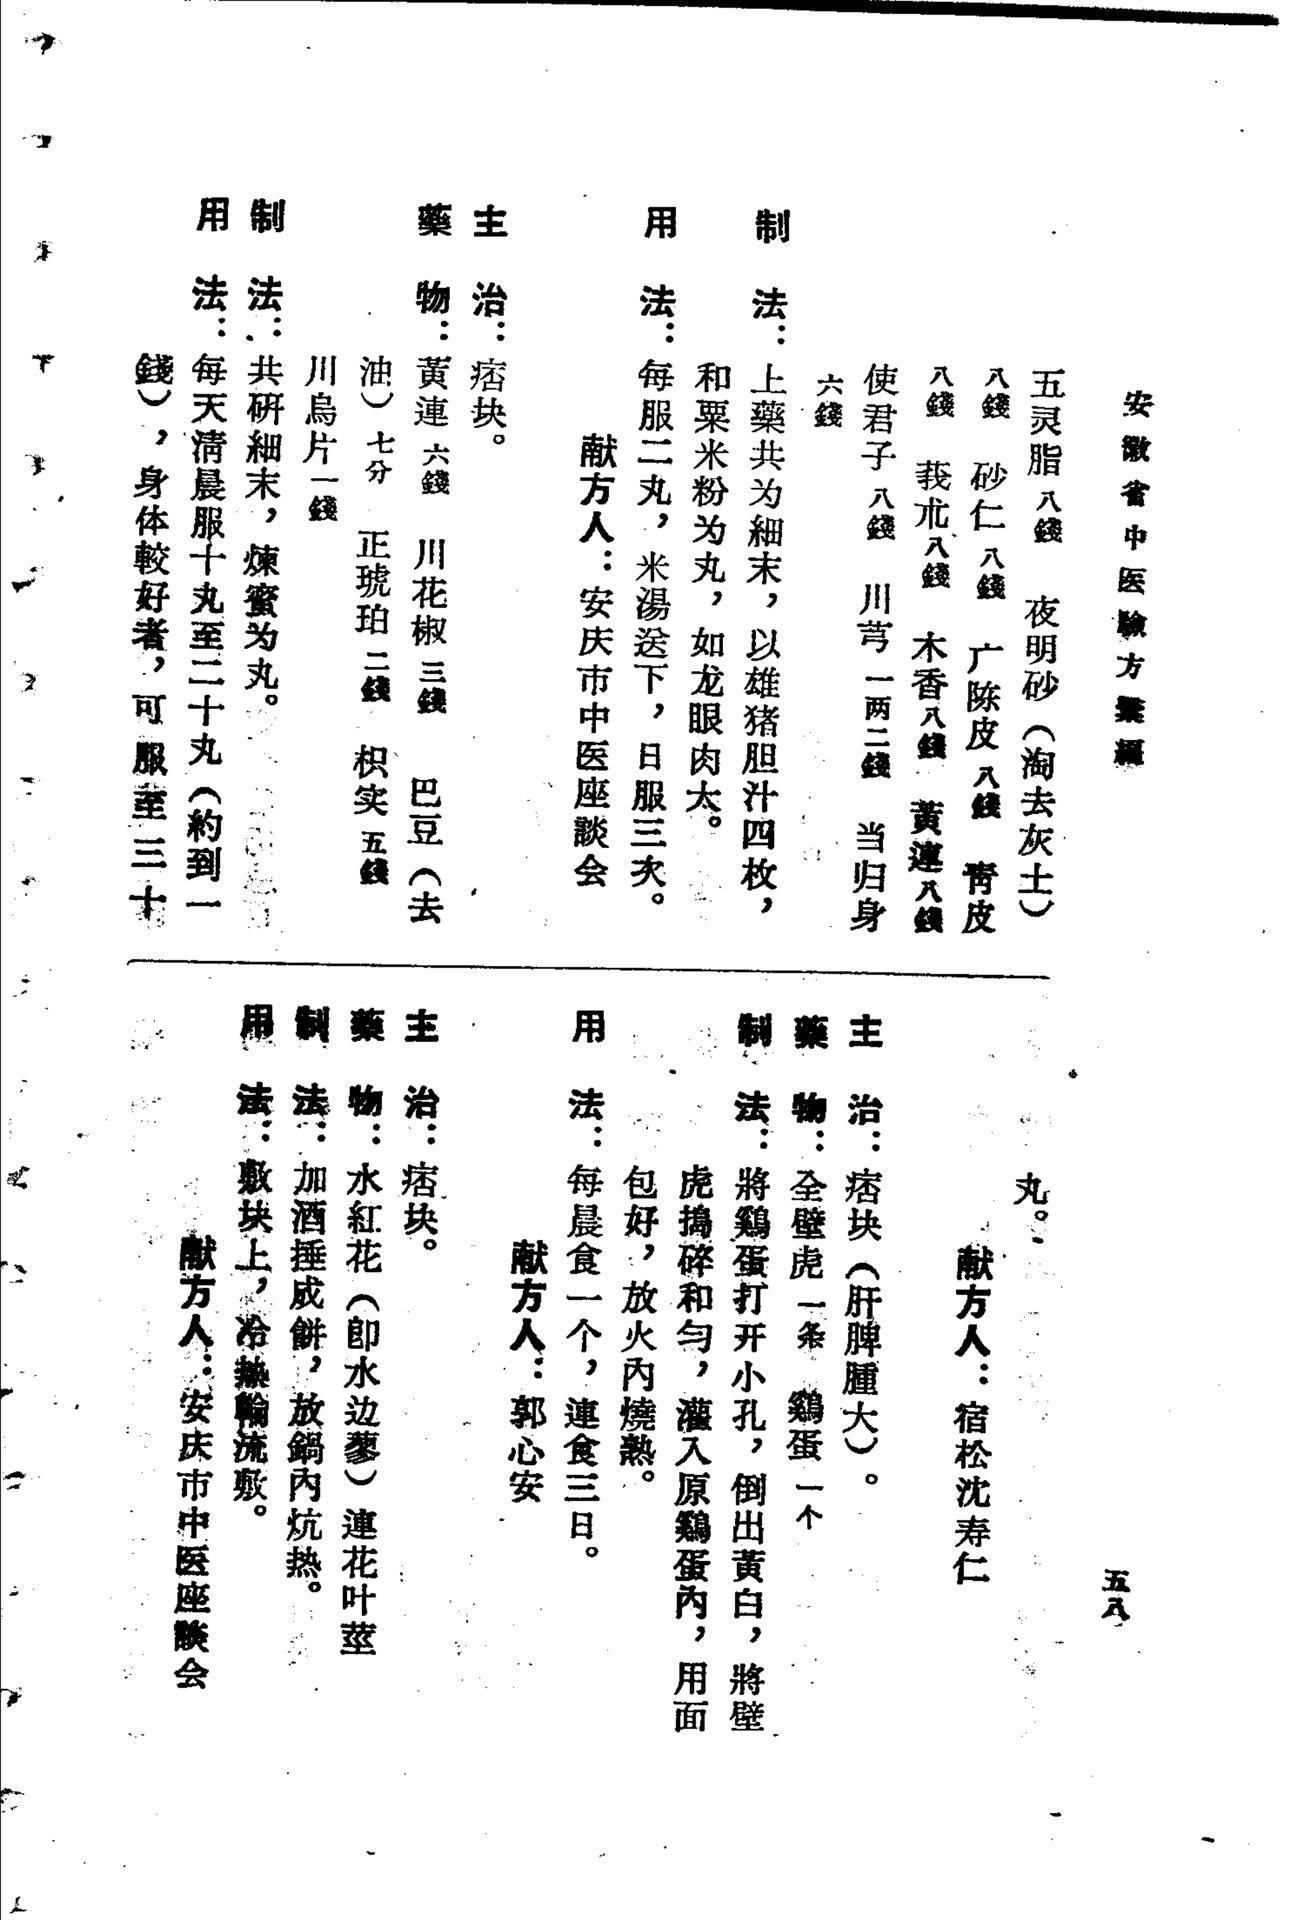 安徽省中医驗方彙編
五灵脂八錢　夜明砂（淘去灰土）
八錢　砂仁八錢　广陈皮八錢　靑皮
八錢　莪朮八錢　木香八錢　黃連八錢
使君子八錢　川芎一两二錢　当归身
六錢
制　法：上藥共为細末，以雄猪胆汁四枚，
和粟米粉为丸，如龙眼肉大。
用　法：每服二丸，米湯送下，日服三次。
献方人：安庆市中医座談会
主　治：痞块。
藥　物：黃連六錢　川花椒三錢　巴豆（去
油）七分　正琥珀二錢　枳实五錢
川烏片一錢
制　法：共研細末，煉蜜为丸。
用　法：每天淸晨服十丸至二十丸（約到一
錢），身体較好者，可服至三十
丸。
献方人：宿松沈寿仁
主　治：痞块（肝脾腫大）。
藥　物：全壁虎一条　鷄蛋一个
制　法：將鷄蛋打开小孔，倒出黃白，將壁
虎搗碎和匀，灌入原鷄蛋內，用面
包好，放火內燒熟。
用　法：每晨食一个，連食三日。
献方人：郭心安
主　治：痞块。
藥　物：水紅花（卽水边蓼）連花叶莖
制　法：加酒捶成餅，放鍋內炕热。
用　法：敷块上，冷热輪流敷。
献方人：安庆市中医座談会
五八